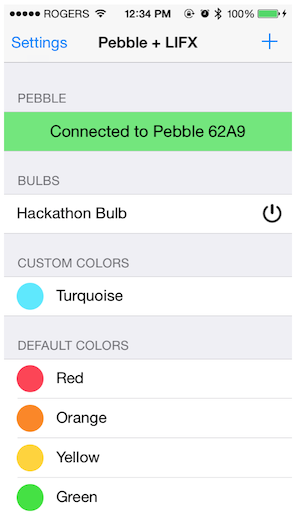 ROGERS 12:34 PM 100%
Settings Pebble + LIFX
PEBBLE
Connected to Pebble 62A9
BULBS
Hackathon Bulb
CUSTOM COLORS
Turquoise
DEFAULT COLORS
Red
Orange
Yellow
Green